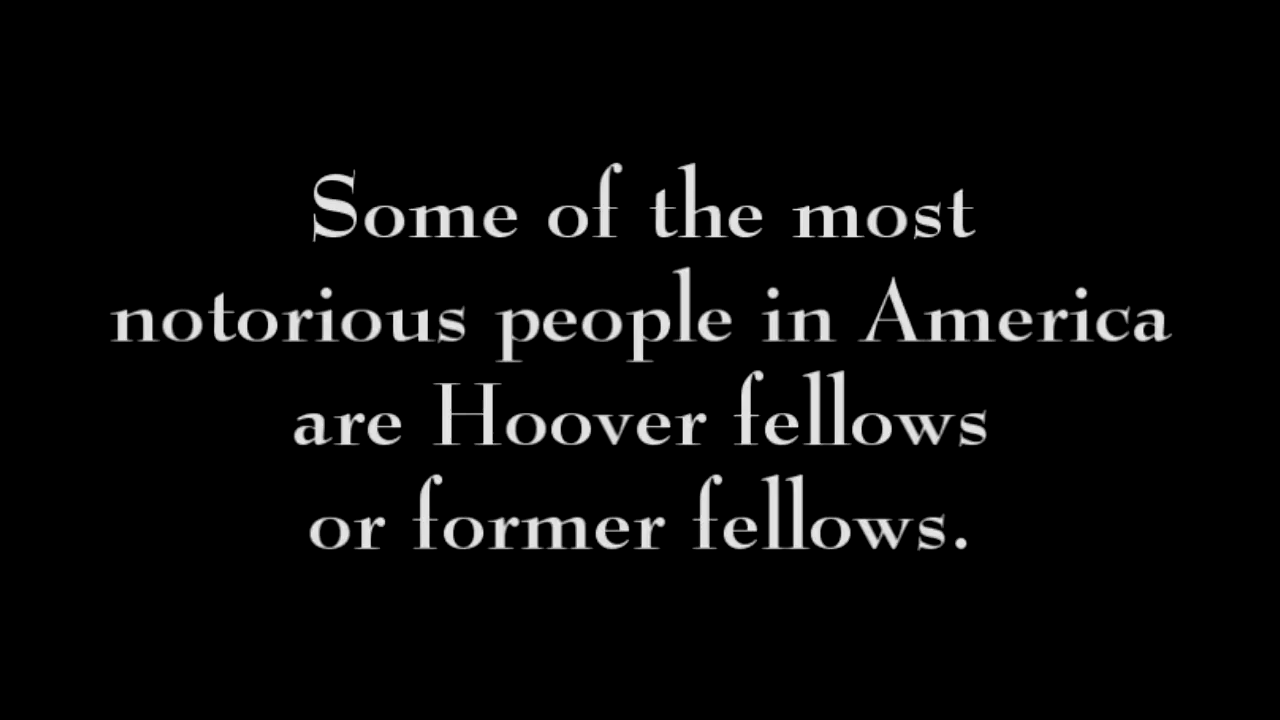 Some of the most
notorious people in America
are Hoover fellows
or former fellows.